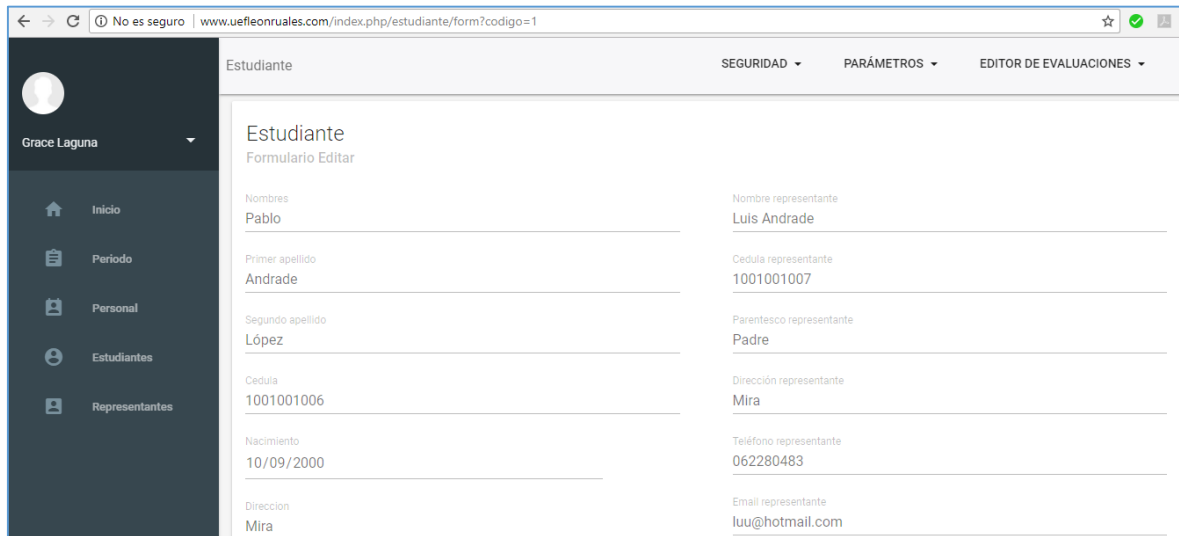 No es seguro | www.uefleonruales.com/index.php/estudiante/form?codigo=1
Estudiante
SEGURIDAD
PARÁMETROS
EDITOR DE EVALUACIONES
Grace Laguna
Inicio
Periodo
Personal
Estudiantes
Representantes
Estudiante
Formulario Editar
Nombres
Pablo
Primer apellido
Andrade
Segundo apellido
López
Cedula
1001001006
Nacimiento
10/09/2000
Direccion
Mira
Nombre representante
Luis Andrade
Cedula representante
1001001007
Parentesco representante
Padre
Dirección representante
Mira
Teléfono representante
062280483
Email representante
luu@hotmail.com